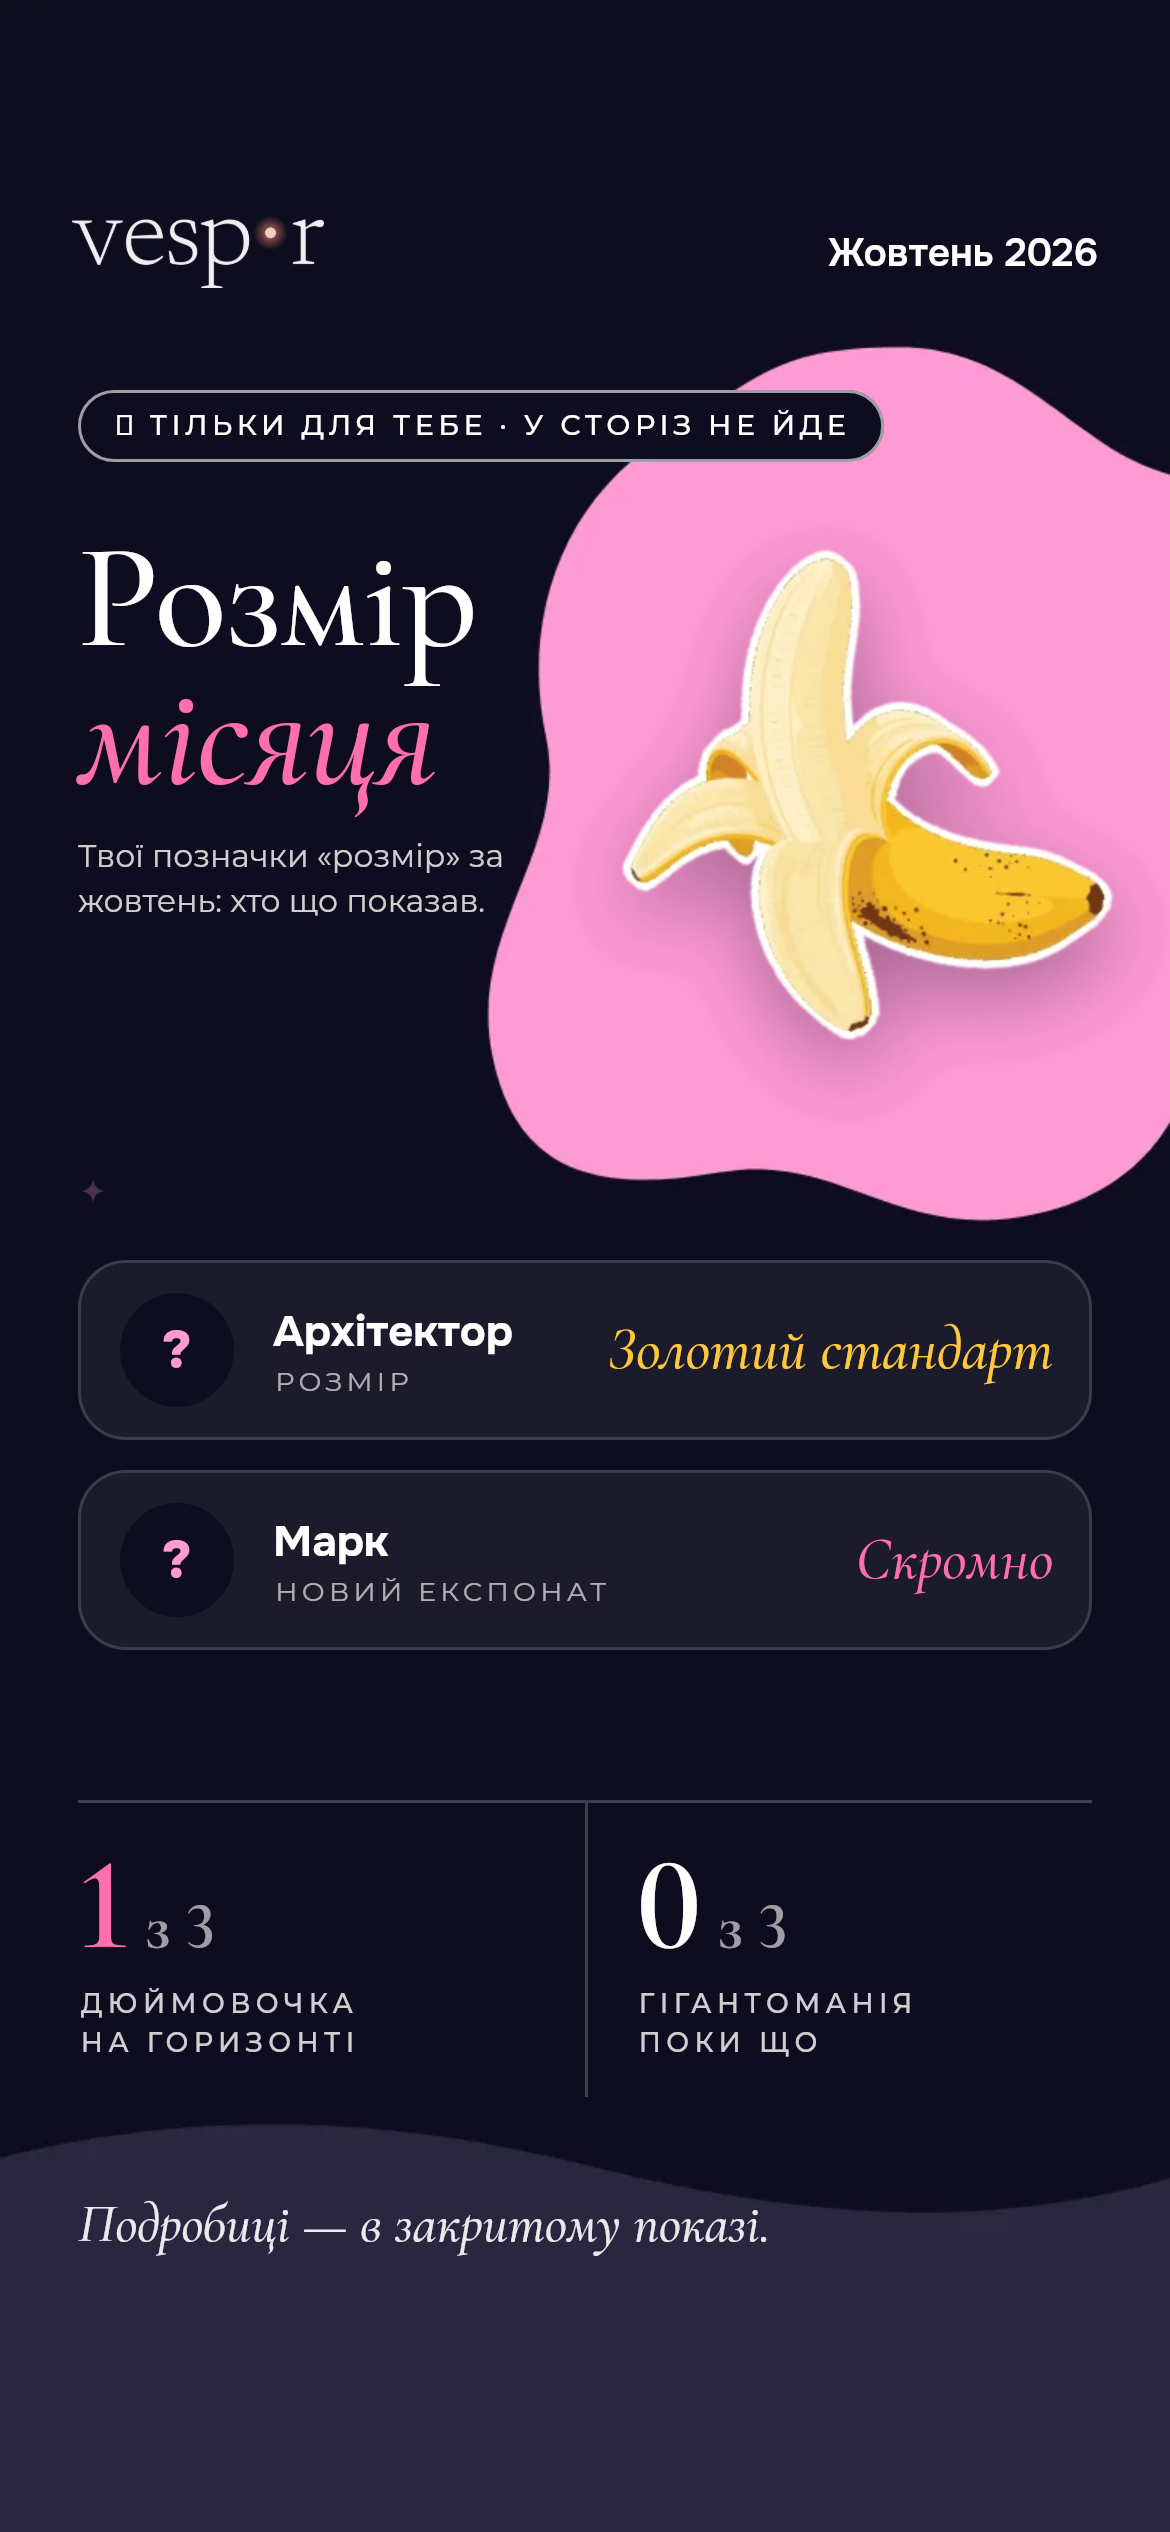 vesp·r
Жовтень 2026
ТІЛЬКИ ДЛЯ ТЕБЕ · У СТОРІЗ НЕ ЙДЕ
Розмір
місяця
Твої позначки «розмір» за
жовтень: хто що показав.
? Архітектор Золотий стандарт
РОЗМІР
? Марк Скромно
НОВИЙ ЕКСПОНАТ
1 з 3
ДЮЙМОВОЧКА
НА ГОРИЗОНТІ
0 з 3
ГІГАНТОМАНІЯ
ПОКИ ЩО
Подробиці — в закритому показі.